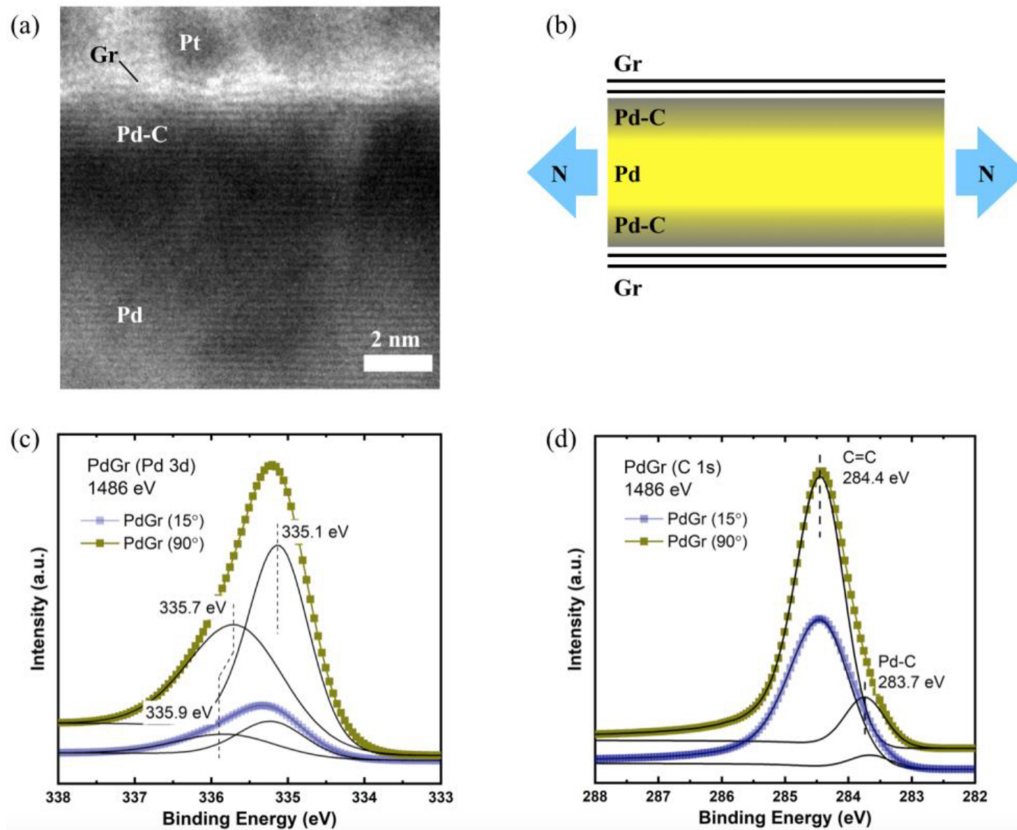 (a)
Pt
Gr
Pd-C
Pd
2 nm
(b)
Gr
Pd-C
N
Pd
N
Pd-C
Gr
(c)
PdGr (Pd 3d)
1486 eV
PdGr (15°)
PdGr (90°)
335.1 eV
335.7 eV
335.9 eV
Intensity (a.u.)
338 337 336 335 334 333
Binding Energy (eV)
(d)
PdGr (C 1s)
1486 eV
PdGr (15°)
PdGr (90°)
C=C
284.4 eV
Pd-C
283.7 eV
Intensity (a.u.)
288 287 286 285 284 283 282
Binding Energy (eV)